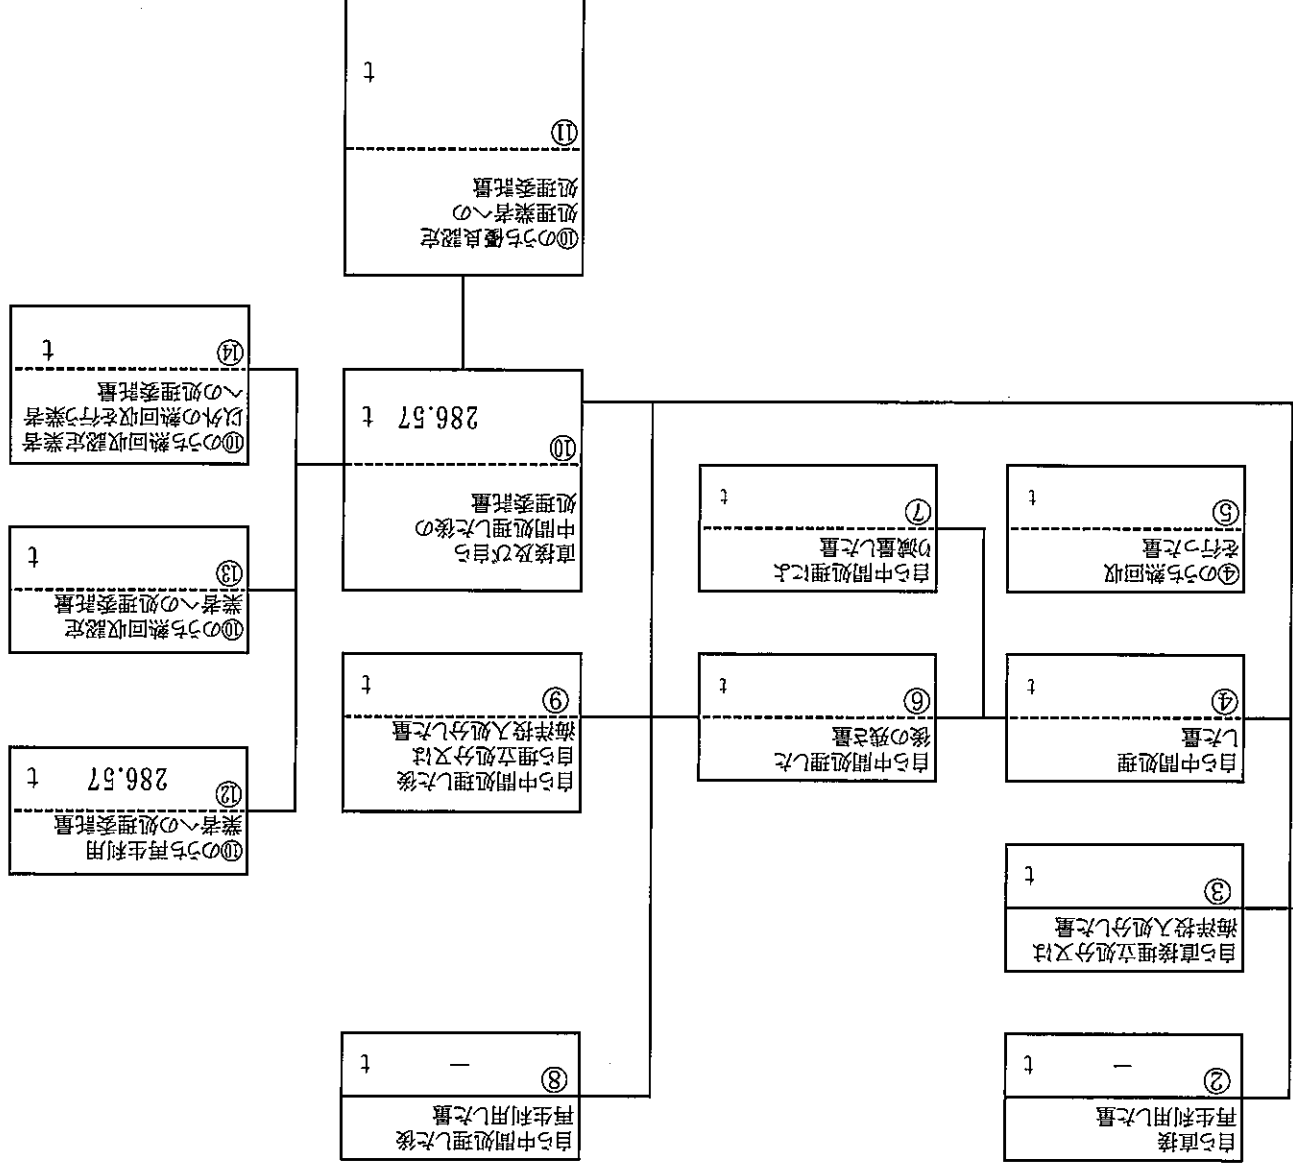 自ら直接
再生利用した量
② － t
自ら直接埋立処分又は
海洋投入処分した量
③ t
自ら中間処理
した量
④ t
④のうち熱回収
を行った量
⑤ t
自ら中間処理した
後の残さ量
⑥ t
自ら中間処理によ
り減量した量
⑦ t
自ら中間処理した後
再生利用した量
⑧ － t
自ら中間処理した後
自ら埋立処分又は
海洋投入処分した量
⑨ t
直接及び自ら
中間処理した後の
処理委託量
⑩
286.57 t
⑩のうち優良認定
処理業者への
処理委託量
⑪
t
⑩のうち再生利用
業者への処理委託量
⑫ 286.57 t
⑩のうち熱回収認定
業者への処理委託量
⑬ t
⑩のうち熱回収認定業者
以外の熱回収を行う業者
への処理委託量
⑭ t